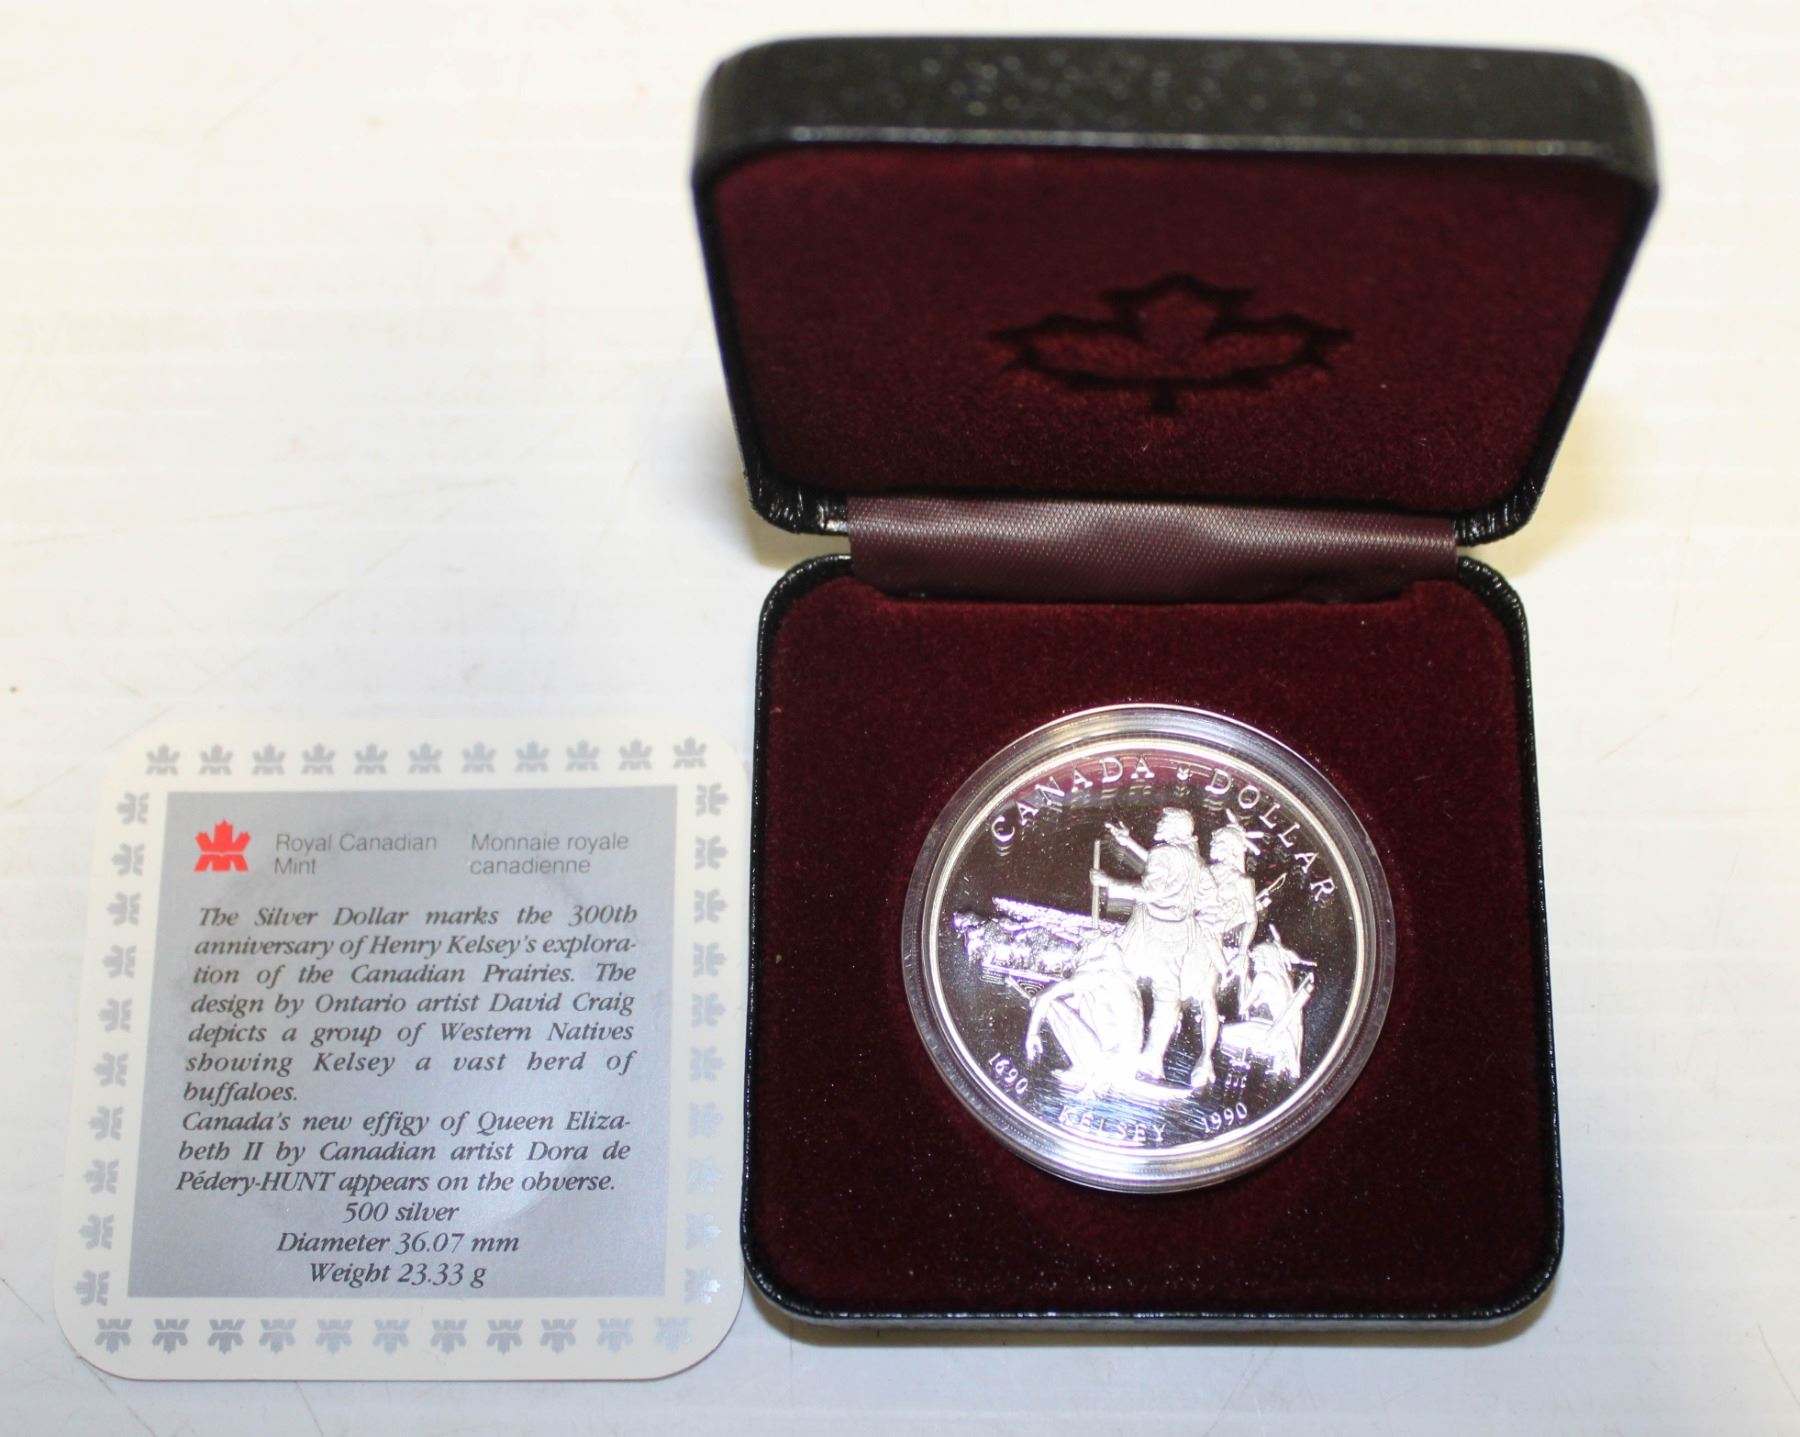 Royal Canadian Mint
Monnaie royale canadienne
The Silver Dollar marks the 300th
anniversary of Henry Kelsey's explora-
tion of the Canadian Prairies. The
design by Ontario artist David Craig
depicts a group of Western Natives
showing Kelsey a vast herd of
buffaloes.
Canada's new effigy of Queen Eliza-
beth II by Canadian artist Dora de
Pédery-HUNT appears on the obverse.
500 silver
Diameter 36.07 mm
Weight 23.33 g
CANADA DOLLAR
1690 KELSEY 1990